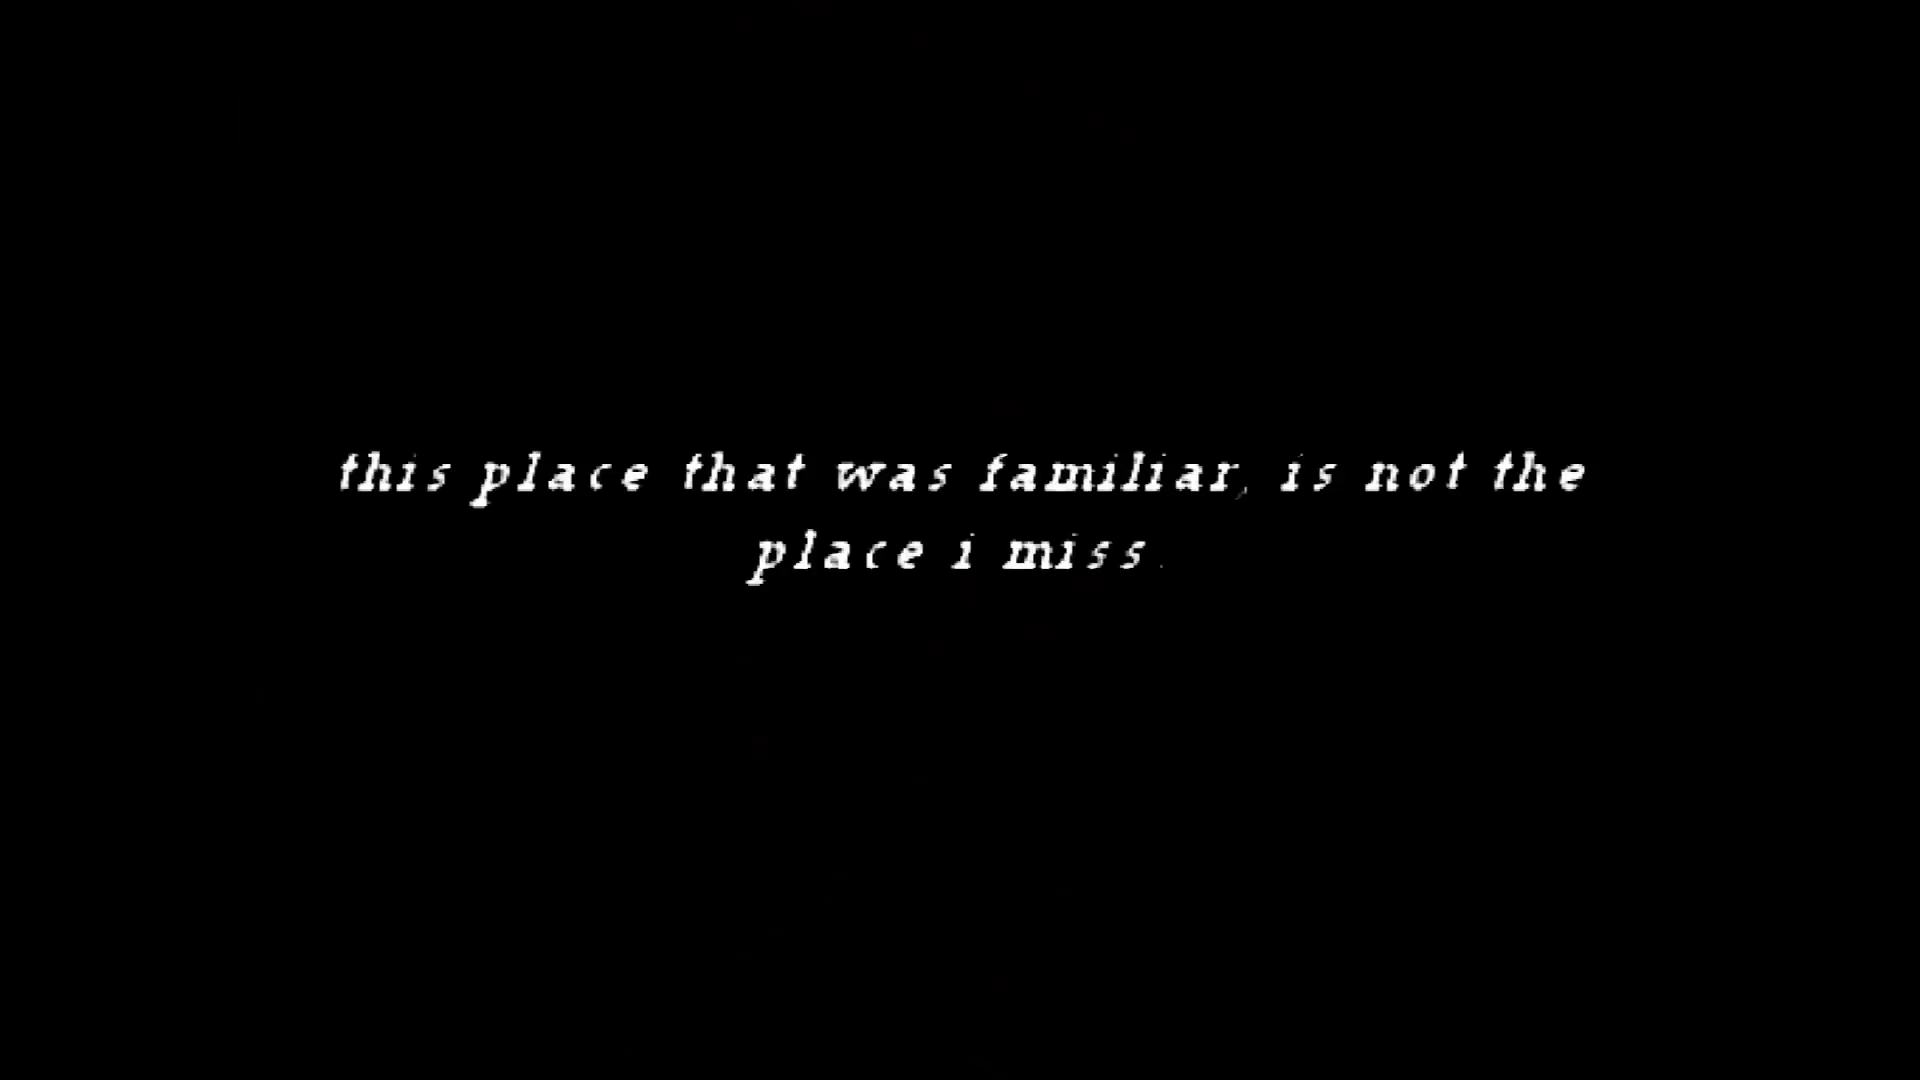 this place that was familiar, is not the
place i miss.